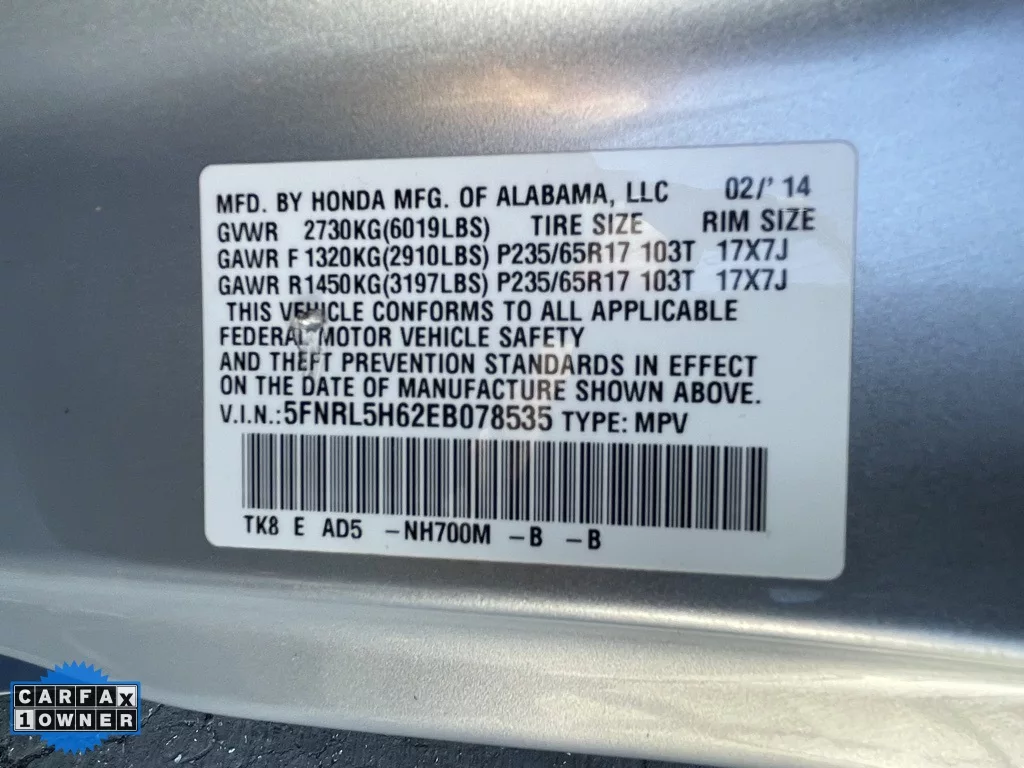 MFD. BY HONDA MFG. OF ALABAMA, LLC 02/' 14
GVWR 2730KG(6019LBS) TIRE SIZE RIM SIZE
GAWR F 1320KG(2910LBS) P235/65R17 103T 17X7J
GAWR R1450KG(3197LBS) P235/65R17 103T 17X7J
THIS VEHICLE CONFORMS TO ALL APPLICABLE
FEDERAL MOTOR VEHICLE SAFETY
AND THEFT PREVENTION STANDARDS IN EFFECT
ON THE DATE OF MANUFACTURE SHOWN ABOVE.
V.I.N.:5FNRL5H62EB078535 TYPE: MPV
TK8 E AD5 -NH700M -B -B
CARFAX
1 OWNER